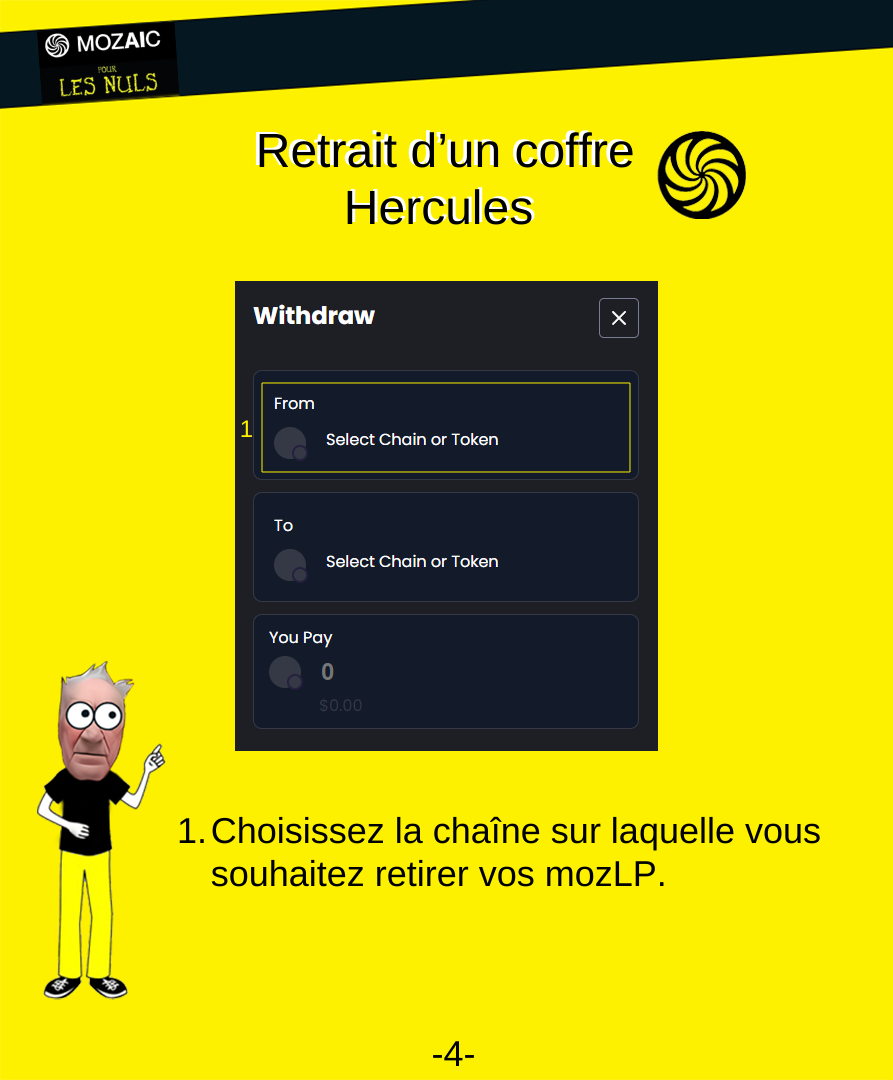 MOZAIC
POUR
LES NULS
Retrait d’un coffre
Hercules
Withdraw
From
1
Select Chain or Token
To
Select Chain or Token
You Pay
0
$0.00
1. Choisissez la chaîne sur laquelle vous
souhaitez retirer vos mozLP.
-4-